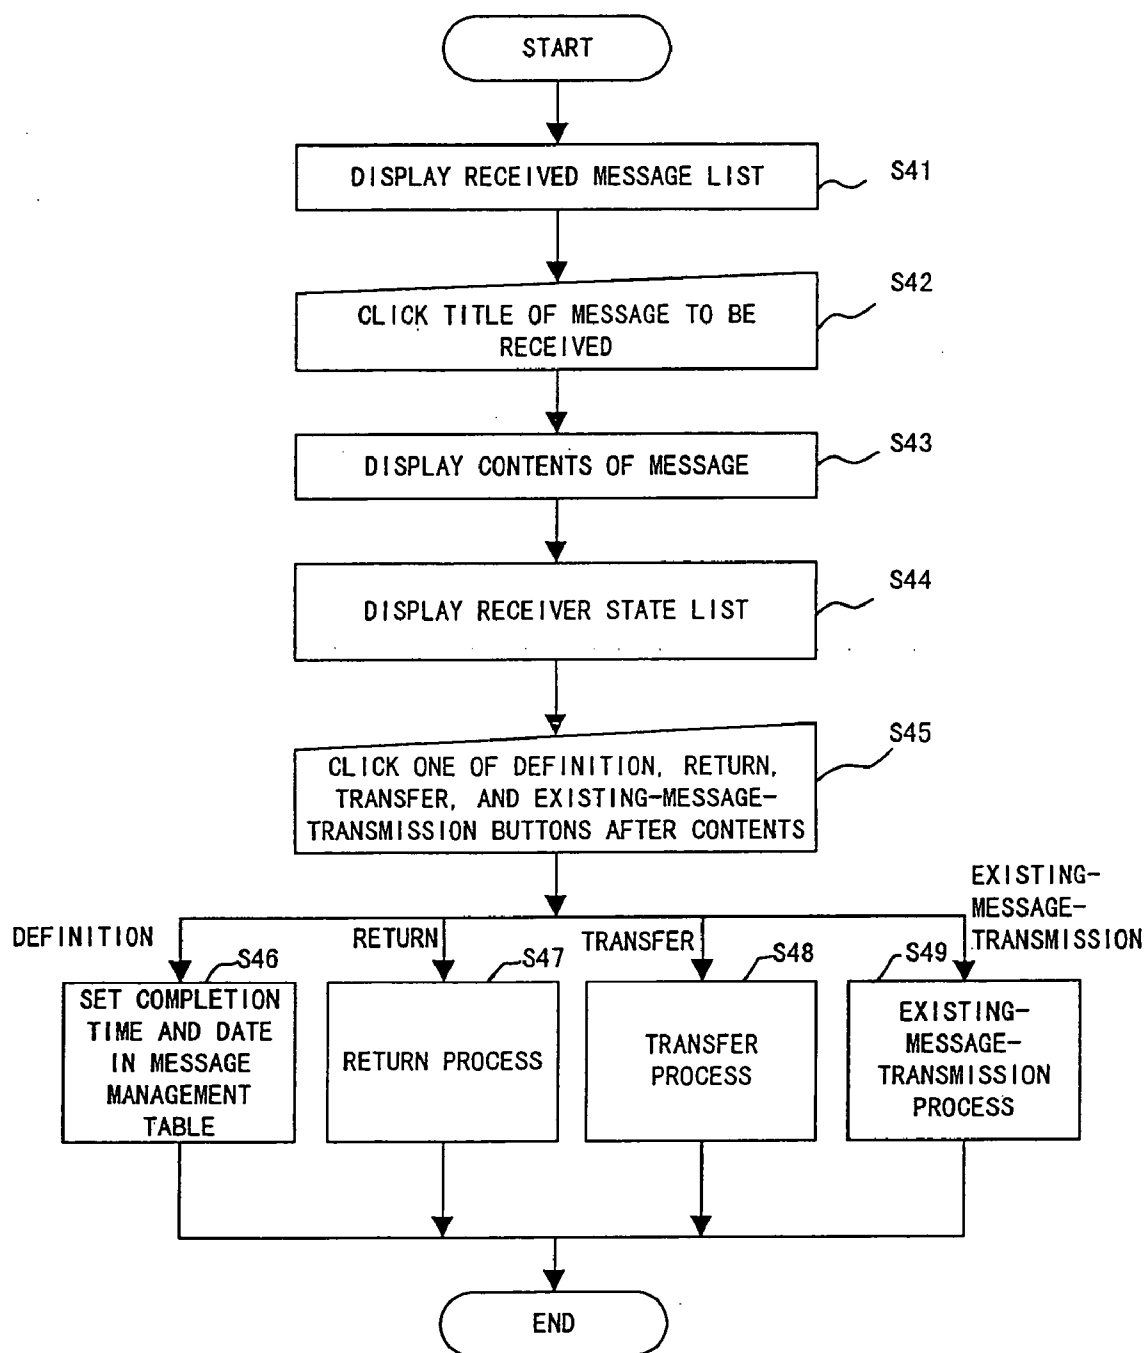 START
DISPLAY RECEIVED MESSAGE LIST
S41
S42
CLICK TITLE OF MESSAGE TO BE
RECEIVED
S43
DISPLAY CONTENTS OF MESSAGE
S44
DISPLAY RECEIVER STATE LIST
S45
CLICK ONE OF DEFINITION, RETURN,
TRANSFER, AND EXISTING-MESSAGE-
TRANSMISSION BUTTONS AFTER CONTENTS
DEFINITION
RETURN
TRANSFER
EXISTING-
MESSAGE-
TRANSMISSION
S46
SET COMPLETION
TIME AND DATE
IN MESSAGE
MANAGEMENT
TABLE
S47
RETURN PROCESS
S48
TRANSFER
PROCESS
S49
EXISTING-
MESSAGE-
TRANSMISSION
PROCESS
END